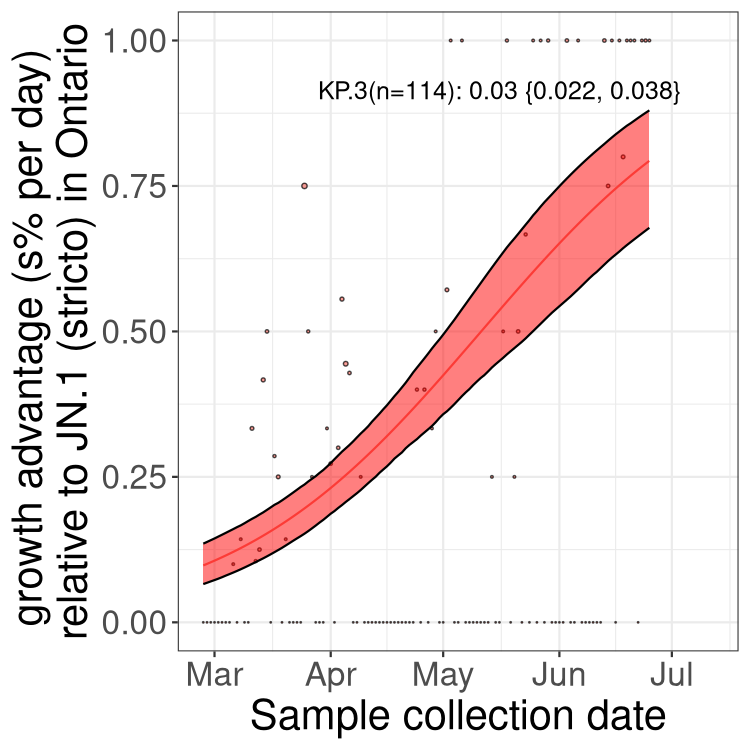 growth advantage (s% per day)
relative to JN.1 (stricto) in Ontario
1.00
0.75
0.50
0.25
0.00
KP.3(n=114): 0.03 {0.022, 0.038}
Mar Apr May Jun Jul
Sample collection date